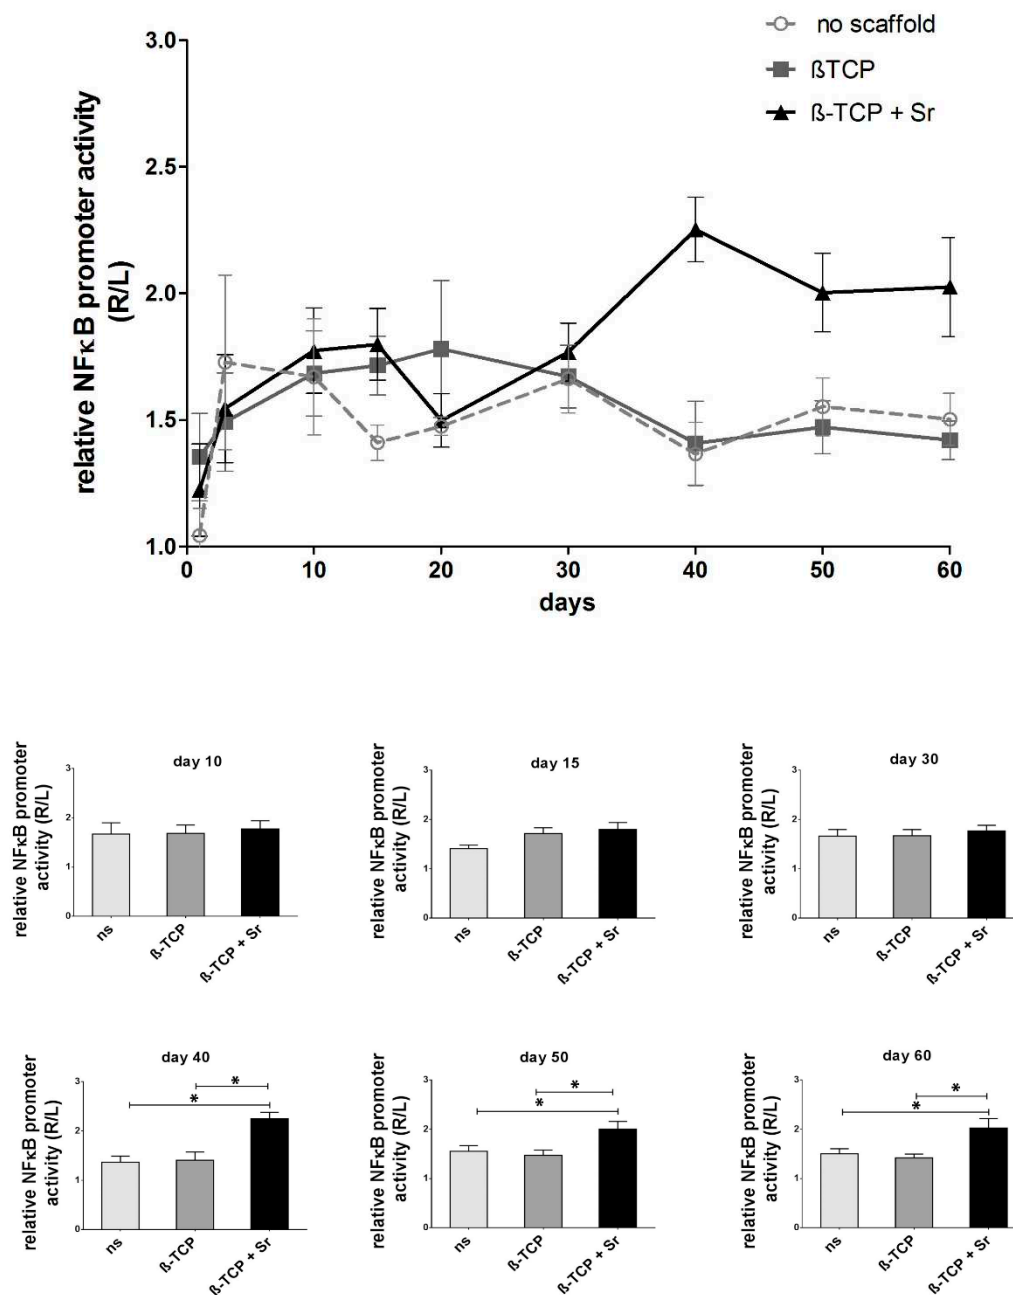 no scaffold
ßTCP
ß-TCP + Sr
relative NFκB promoter activity
(R/L)
3.0
2.5
2.0
1.5
1.0
0 10 20 30 40 50 60
days
day 10
relative NFκB promoter
activity (R/L)
3
2
1
0
ns
ß-TCP
ß-TCP + Sr
day 15
relative NFκB promoter
activity (R/L)
3
2
1
0
ns
ß-TCP
ß-TCP + Sr
day 30
relative NFκB promoter
activity (R/L)
3
2
1
0
ns
ß-TCP
ß-TCP + Sr
day 40
relative NFκB promoter
activity (R/L)
3
2
1
0
*
*
ns
ß-TCP
ß-TCP + Sr
day 50
relative NFκB promoter
activity (R/L)
3
2
1
0
*
*
ns
ß-TCP
ß-TCP + Sr
day 60
relative NFκB promoter
activity (R/L)
3
2
1
0
*
*
ns
ß-TCP
ß-TCP + Sr